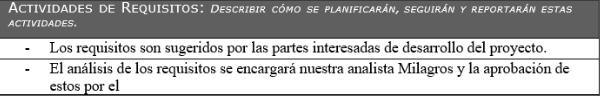 ACTIVIDADES DE REQUISITOS: DESCRIBIR CÓMO SE PLANIFICARÁN, SEGUIRÁN Y REPORTARÁN ESTAS
ACTIVIDADES.
- Los requisitos son sugeridos por las partes interesadas de desarrollo del proyecto.
- El análisis de los requisitos se encargará nuestra analista Milagros y la aprobación de
estos por el